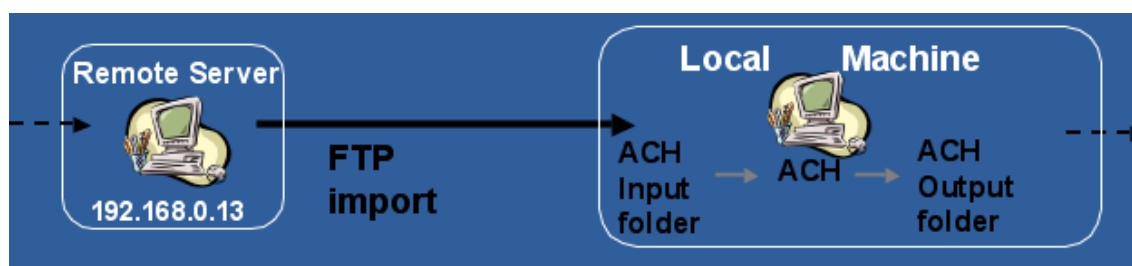 Remote Server
192.168.0.13
FTP
import
Local Machine
ACH
Input
folder
ACH
ACH
Output
folder